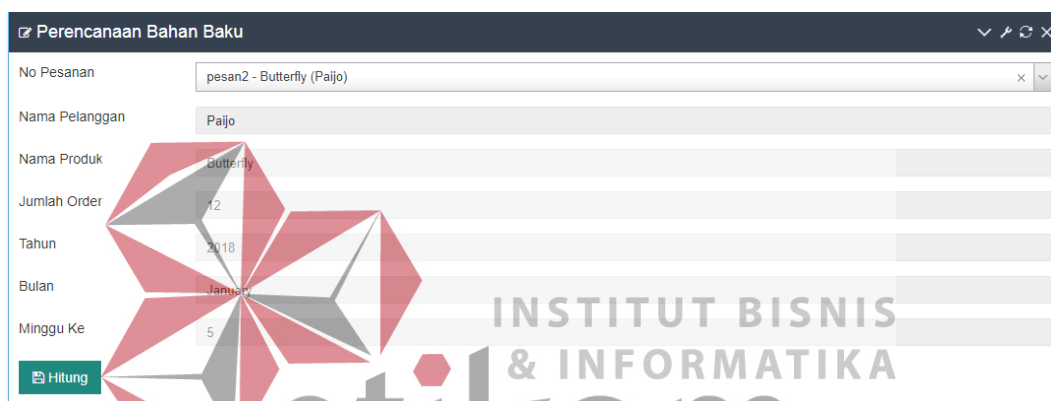 Perencanaan Bahan Baku
No Pesanan
pesan2 - Butterfly (Paijo)
Nama Pelanggan
Paijo
Nama Produk
Butterfly
Jumlah Order
12
Tahun
2018
Bulan
January
Minggu Ke
5
Hitung
INSTITUT BISNIS
& INFORMATIKA